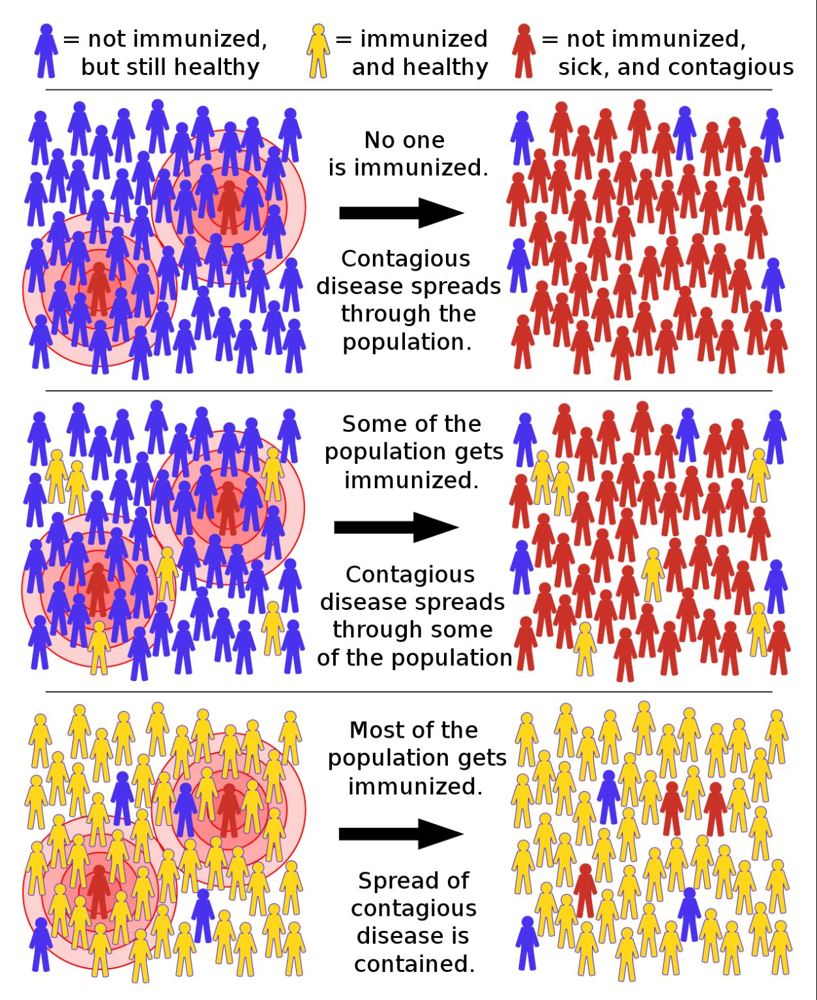 = not immunized,
but still healthy
= immunized
and healthy
= not immunized,
sick, and contagious
No one
is immunized.
Contagious
disease spreads
through the
population.
Some of the
population gets
immunized.
Contagious
disease spreads
through some
of the population
Most of the
population gets
immunized.
Spread of
contagious
disease is
contained.